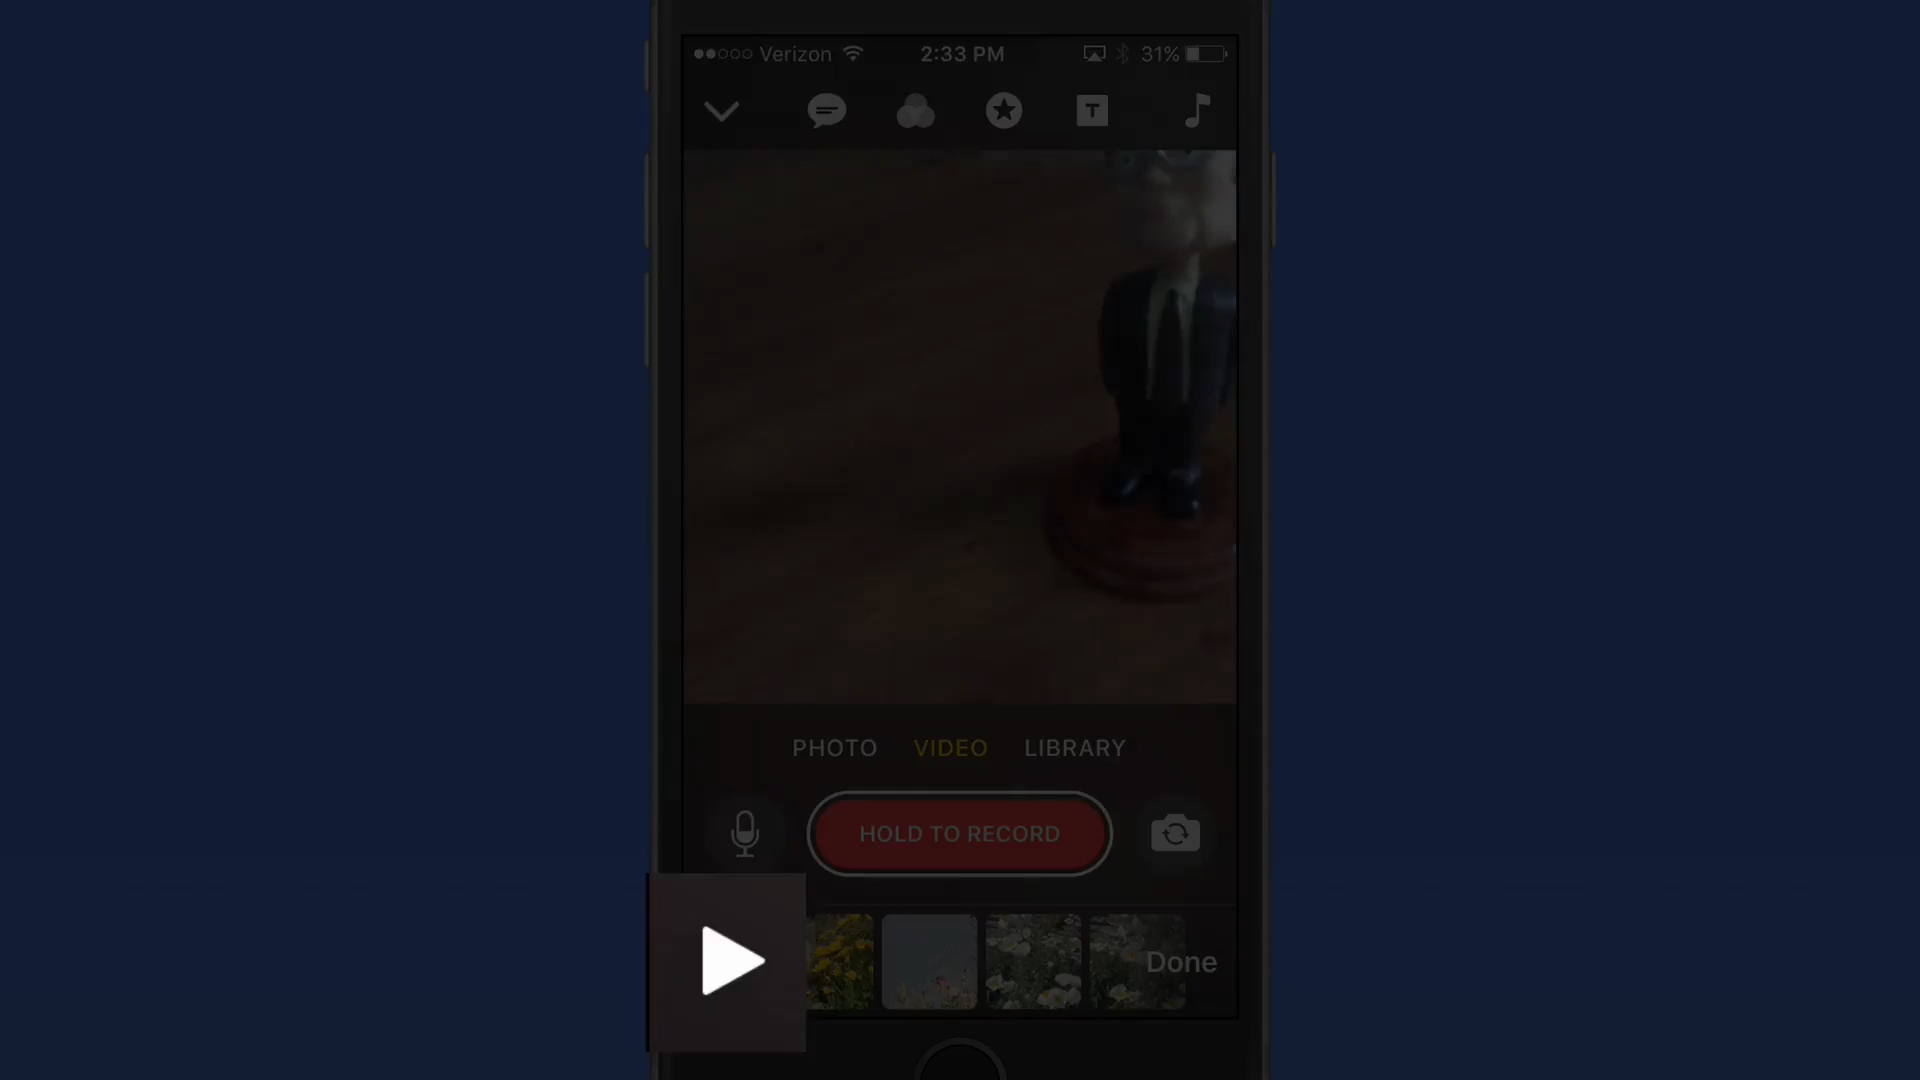 Verizon 2:33 PM 31%
T
PHOTO VIDEO LIBRARY
HOLD TO RECORD
Done